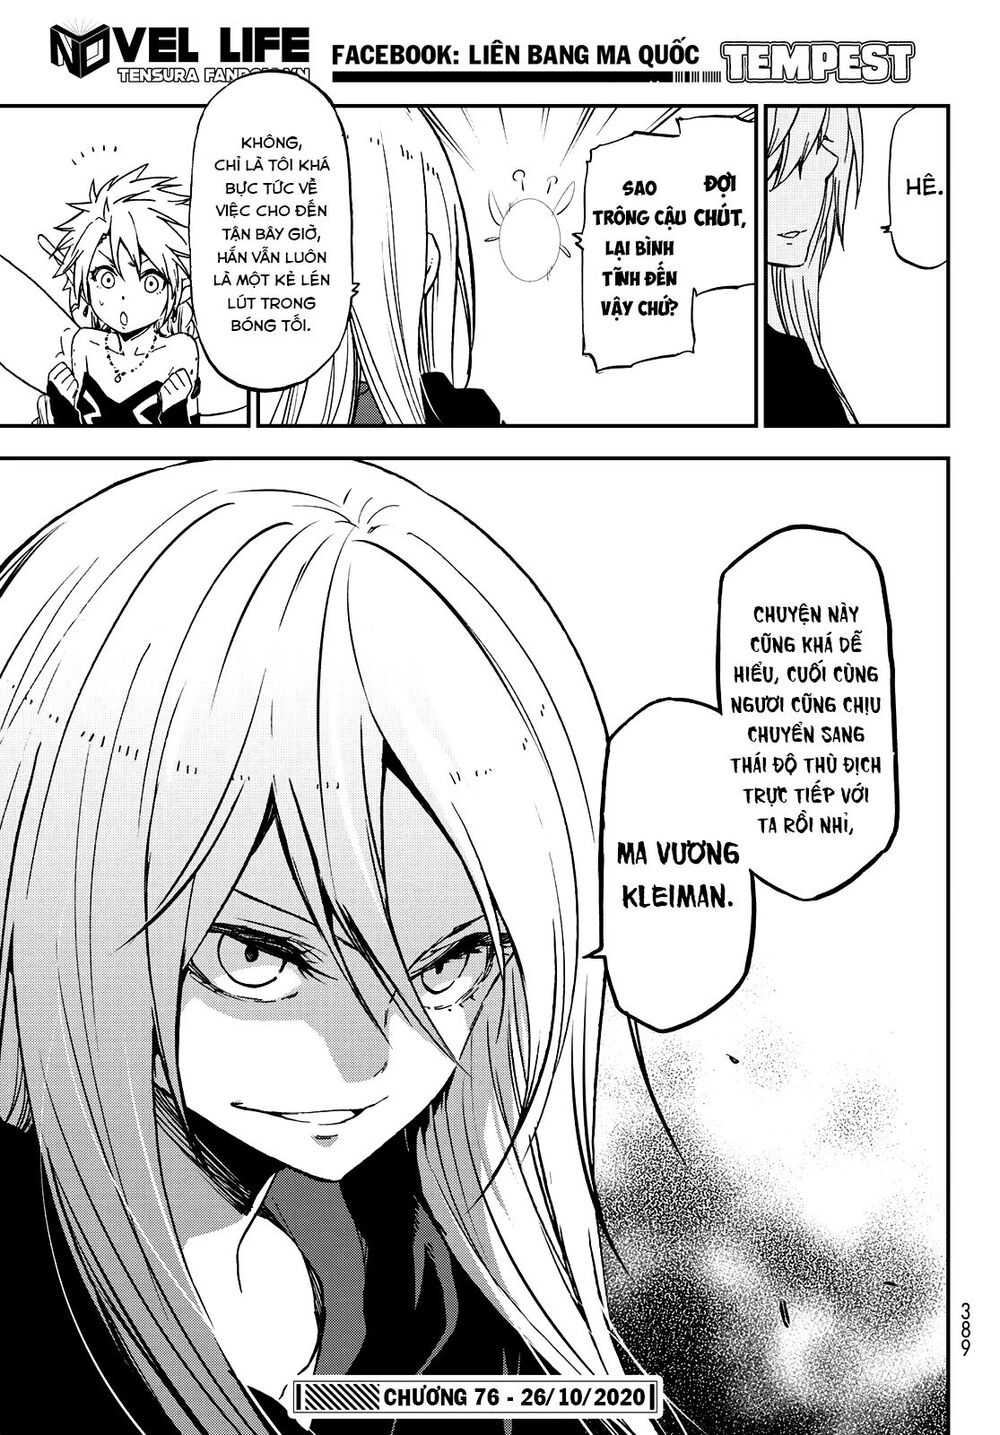 NOVEL LIFE
TENSURA FANDOM VN
FACEBOOK: LIÊN BANG MA QUỐC
TEMPEST
HÊ.
ĐỢI
CHÚT,
SAO
TRÔNG CẬU
LẠI BÌNH
TĨNH ĐẾN
VẬY CHỨ?
KHÔNG,
CHỈ LÀ TÔI KHÁ
BỰC TỨC VỀ
VIỆC CHO ĐẾN
TẬN BÂY GIỜ,
HẮN VẪN LUÔN
LÀ MỘT KẺ LÉN
LÚT TRONG
BÓNG TỐI.
CHUYỆN NÀY
CŨNG KHÁ DỄ
HIỂU, CUỐI CÙNG
NGƯƠI CŨNG CHỊU
CHUYỂN SANG
THÁI ĐỘ THÙ ĐỊCH
TRỰC TIẾP VỚI
TA RỒI NHỈ,
MA VƯƠNG
KLEIMAN.
389
CHƯƠNG 76 - 26/10/2020